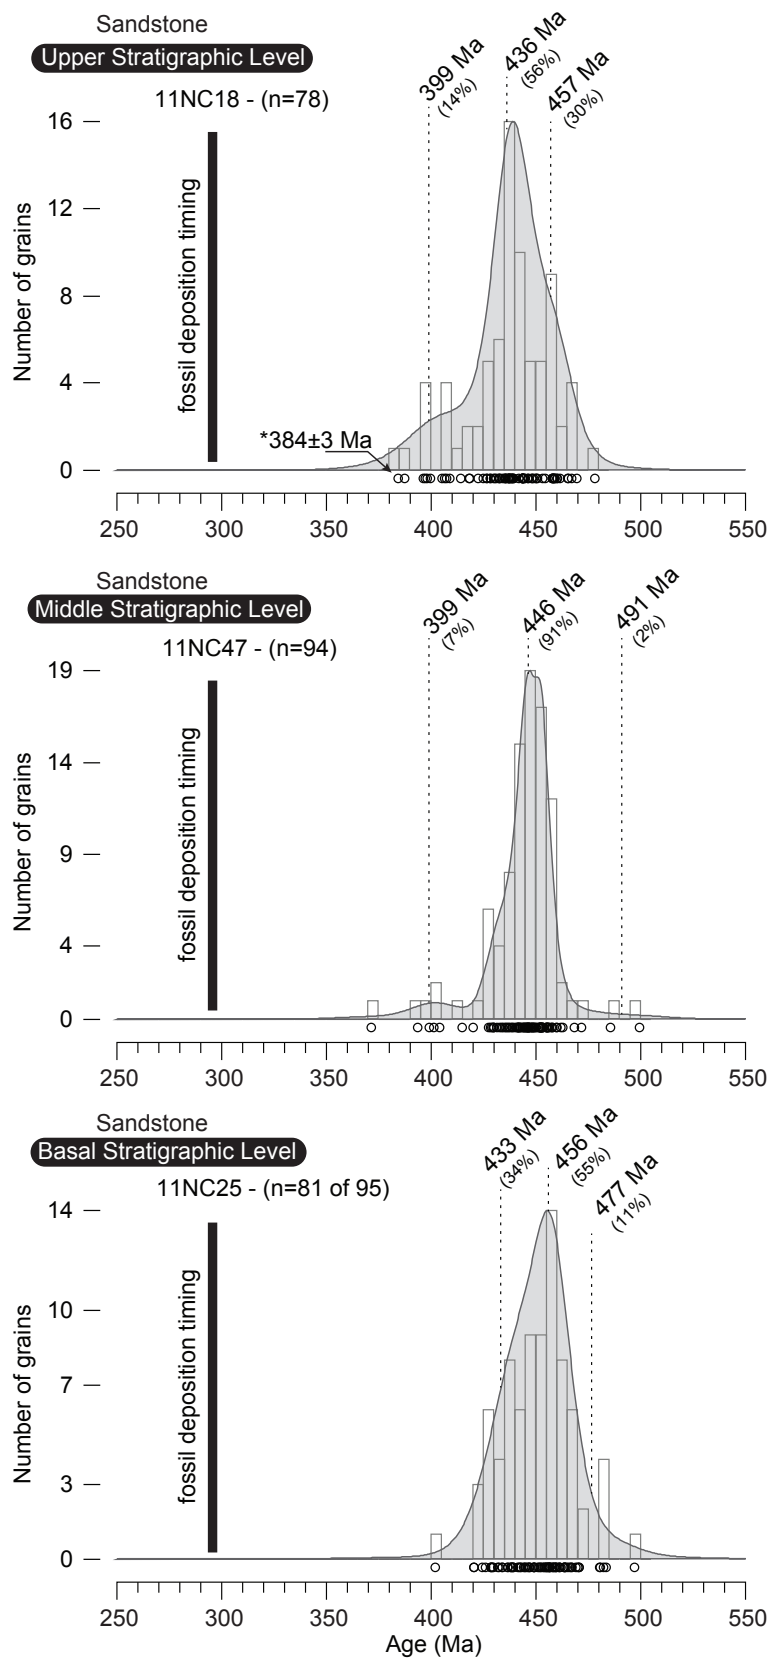 Sandstone
Upper Stratigraphic Level
11NC18 - (n=78)
399 Ma
(14%)
436 Ma
(56%)
457 Ma
(30%)
Number of grains
16
12
8
4
0
fossil deposition timing
*384±3 Ma
250 300 350 400 450 500 550
Sandstone
Middle Stratigraphic Level
11NC47 - (n=94)
399 Ma
(7%)
446 Ma
(91%)
491 Ma
(2%)
Number of grains
19
14
9
4
0
fossil deposition timing
250 300 350 400 450 500 550
Sandstone
Basal Stratigraphic Level
11NC25 - (n=81 of 95)
433 Ma
(34%)
456 Ma
(55%)
477 Ma
(11%)
Number of grains
14
10
7
3
0
fossil deposition timing
250 300 350 400 450 500 550
Age (Ma)